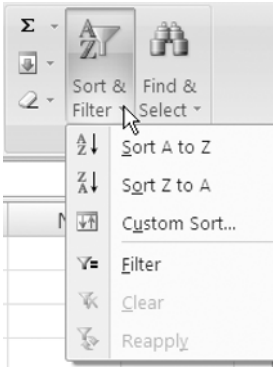 Σ
Sort & Filter
Find & Select
Sort A to Z
Sort Z to A
Custom Sort...
Filter
Clear
Reapply